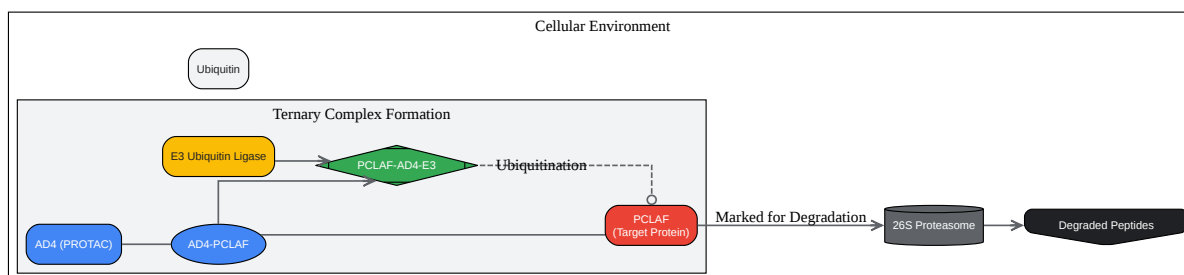 Cellular Environment
Ubiquitin
Ternary Complex Formation
E3 Ubiquitin Ligase
PCLAF-AD4-E3
Ubiquitination
AD4 (PROTAC)
AD4-PCLAF
PCLAF
(Target Protein)
Marked for Degradation
26S Proteasome
Degraded Peptides